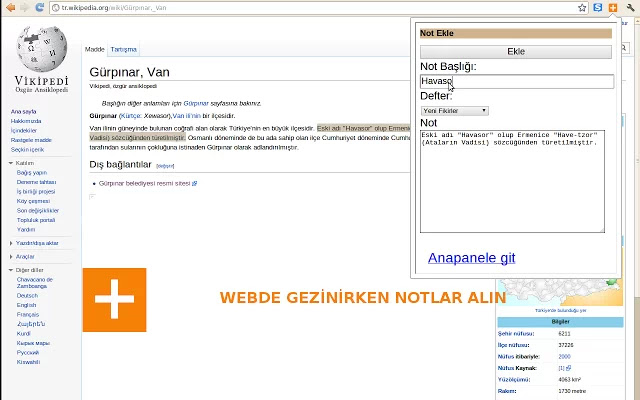 tr.wikipedia.org/wiki/Gürpınar,_Van
VİKİPEDİ
Özgür Ansiklopedi
Ana sayfa
Hakkımızda
İçindekiler
Rastgele madde
Seçkin içerik
Katılım
Bağış yapın
Deneme tahtası
İş birliği projesi
Köy çeşmesi
Son değişiklikler
Topluluk portali
Yardım
Yazdır/dışa aktar
Araçlar
Diğer diller
Chavacano de Zamboanga
Deutsch
English
Français
Հայերեն
Kurdî
Кырык мары
Русский
Kiswahili
Madde Tartışma
Gürpınar, Van
Vikipedi, özgür ansiklopedi
Başlığın diğer anlamları için Gürpınar sayfasına bakınız.
Gürpınar (Kürtçe: Xewasor),Van ili'nin bir ilçesidir.
Van ilinin güneyinde bulunan coğrafi alan olarak Türkiye'nin en büyük ilçesidir. Eski adı "Havasor" olup Ermenice
Vadisi) sözcüğünden türetilmiştir. Osmanlı döneminde de bu ada sahip olan ilçe Cumhuriyet döneminde Cumhu
tarafından sularının çokluğuna istinaden Gürpınar olarak adlandırılmıştır.
Dış bağlantılar [değiştir]
Gürpınar belediyesi resmi sitesi
Not Ekle
Ekle
Not Başlığı:
Havaso
Defter:
Yeni Fikirler
Not
Eski adı "Havasor" olup Ermenice "Have-tzor"
(Ataların Vadisi) sözcüğünden türetilmiştir.
Anapanele git
WEBDE GEZİNİRKEN NOTLAR ALIN
Türkiye'de bulunduğu yer
Bilgiler
Şehir nüfusu: 6211
İlçe nüfusu: 37226
Nüfus itibariyle: 2000
Nüfus Kaynak: [1]
Yüzölçümü: 4063 km²
Rakım: 1730 metre